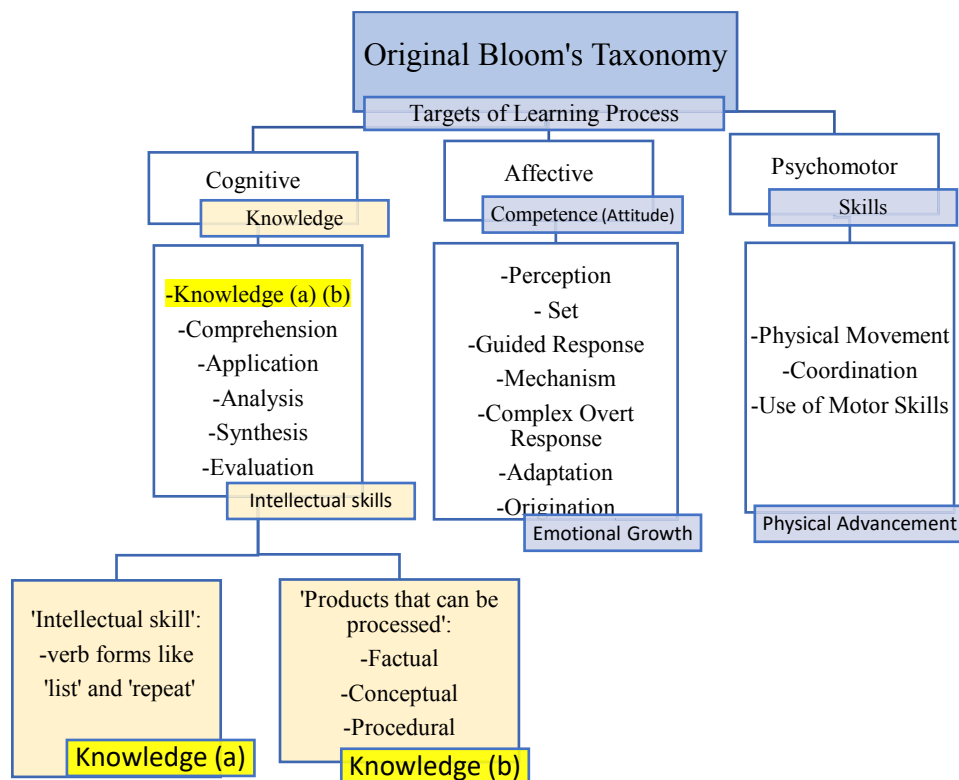 Original Bloom's Taxonomy
Targets of Learning Process
Cognitive
Knowledge
-Knowledge (a) (b)
-Comprehension
-Application
-Analysis
-Synthesis
-Evaluation
Intellectual skills
Affective
Competence (Attitude)
-Perception
- Set
-Guided Response
-Mechanism
-Complex Overt
Response
-Adaptation
-Origination
Emotional Growth
Psychomotor
Skills
-Physical Movement
-Coordination
-Use of Motor Skills
Physical Advancement
'Intellectual skill':
-verb forms like
'list' and 'repeat'
Knowledge (a)
'Products that can be
processed':
-Factual
-Conceptual
-Procedural
Knowledge (b)